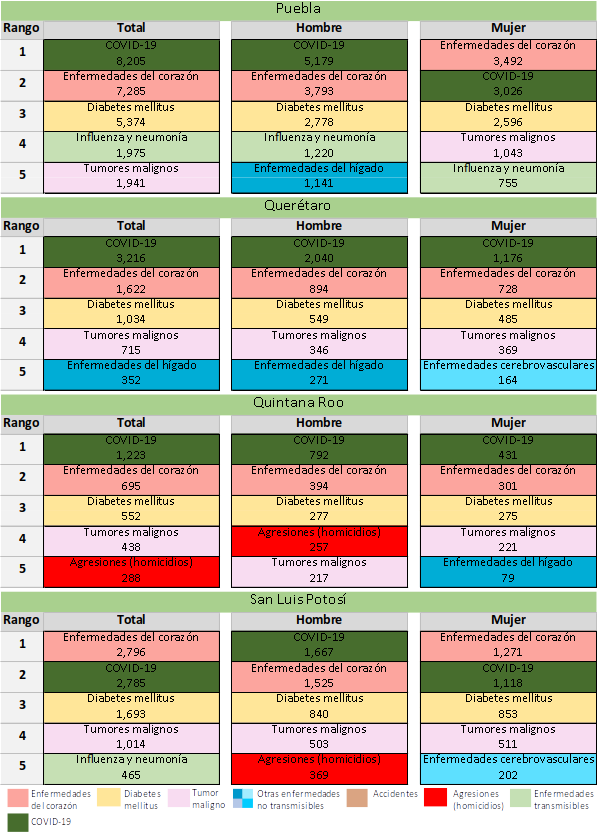 Puebla
Rango Total Hombre Mujer
1 COVID-19 COVID-19 Enfermedades del corazón
8,205 5,179 3,492
2 Enfermedades del corazón Enfermedades del corazón COVID-19
7,285 3,793 3,026
3 Diabetes mellitus Diabetes mellitus Diabetes mellitus
5,374 2,778 2,596
4 Influenza y neumonía Influenza y neumonía Tumores malignos
1,975 1,220 1,043
5 Tumores malignos Enfermedades del hígado Influenza y neumonía
1,941 1,141 755
Querétaro
Rango Total Hombre Mujer
1 COVID-19 COVID-19 COVID-19
3,216 2,040 1,176
2 Enfermedades del corazón Enfermedades del corazón Enfermedades del corazón
1,622 894 728
3 Diabetes mellitus Diabetes mellitus Diabetes mellitus
1,034 549 485
4 Tumores malignos Tumores malignos Tumores malignos
715 346 369
5 Enfermedades del hígado Enfermedades del hígado Enfermedades cerebrovasculares
352 271 164
Quintana Roo
Rango Total Hombre Mujer
1 COVID-19 COVID-19 COVID-19
1,223 792 431
2 Enfermedades del corazón Enfermedades del corazón Enfermedades del corazón
695 394 301
3 Diabetes mellitus Diabetes mellitus Diabetes mellitus
552 277 275
4 Tumores malignos Agresiones (homicidios) Tumores malignos
438 257 221
5 Agresiones (homicidios) Tumores malignos Enfermedades del hígado
288 217 79
San Luis Potosí
Rango Total Hombre Mujer
1 Enfermedades del corazón COVID-19 Enfermedades del corazón
2,796 1,667 1,271
2 COVID-19 Enfermedades del corazón COVID-19
2,785 1,525 1,118
3 Diabetes mellitus Diabetes mellitus Diabetes mellitus
1,693 840 853
4 Tumores malignos Tumores malignos Tumores malignos
1,014 503 511
5 Influenza y neumonía Agresiones (homicidios) Enfermedades cerebrovasculares
465 369 202
Enfermedades Diabetes Tumor Otras enfermedades Accidentes Agresiones Enfermedades
del corazón mellitus maligno no transmisibles (homicidios) transmisibles
COVID-19